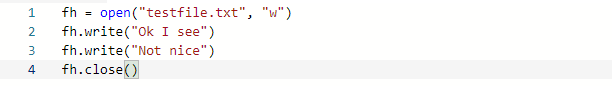 1 fh = open("testfile.txt", "w")
2 fh.write("Ok I see")
3 fh.write("Not nice")
4 fh.close()